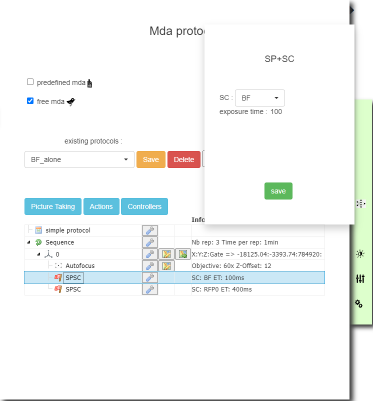 Mda protoc
SP+SC
predefined mda
SC : BF
free mda
exposure time : 100
existing protocols :
BF_alone
Save
Delete
save
Picture Taking
Actions
Controllers
simple protocol
Sequence
Nb rep: 3 Time per rep: 1min
0
X:Y:Z:Gate => -18125.04:-3393.74:784920:
Autofocus
Objective: 60x Z-Offset: 12
SPSC
SC: BF ET: 100ms
SPSC
SC: RFP0 ET: 400ms